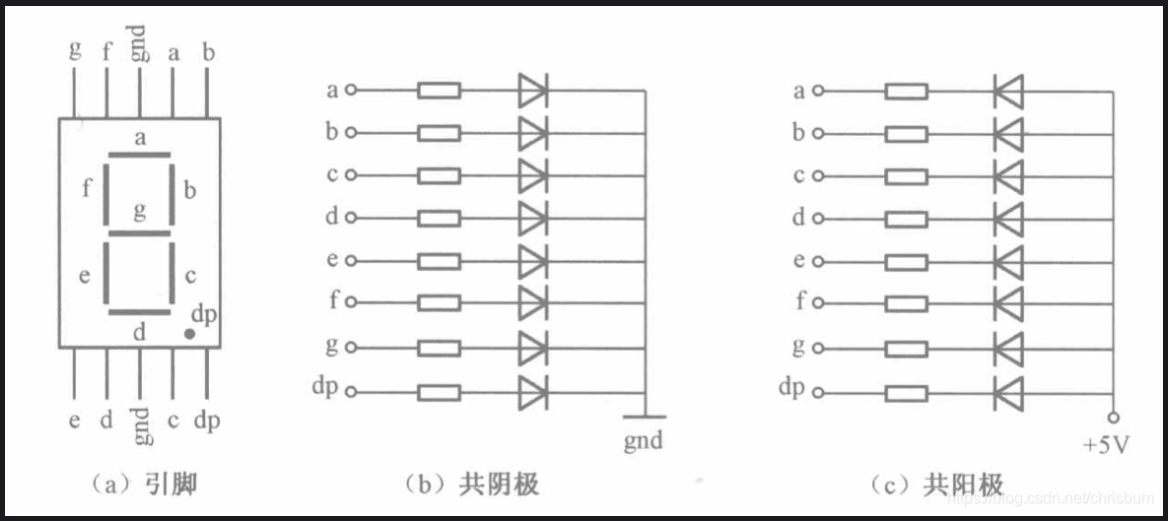 g f gnd a b
a
f b
g
e c
d dp
e d gnd c dp
(a) 引脚
a
b
c
d
e
f
g
dp
gnd
(b) 共阴极
a
b
c
d
e
f
g
dp
+5V
(c) 共阳极
https://blog.csdn.net/chrisbum